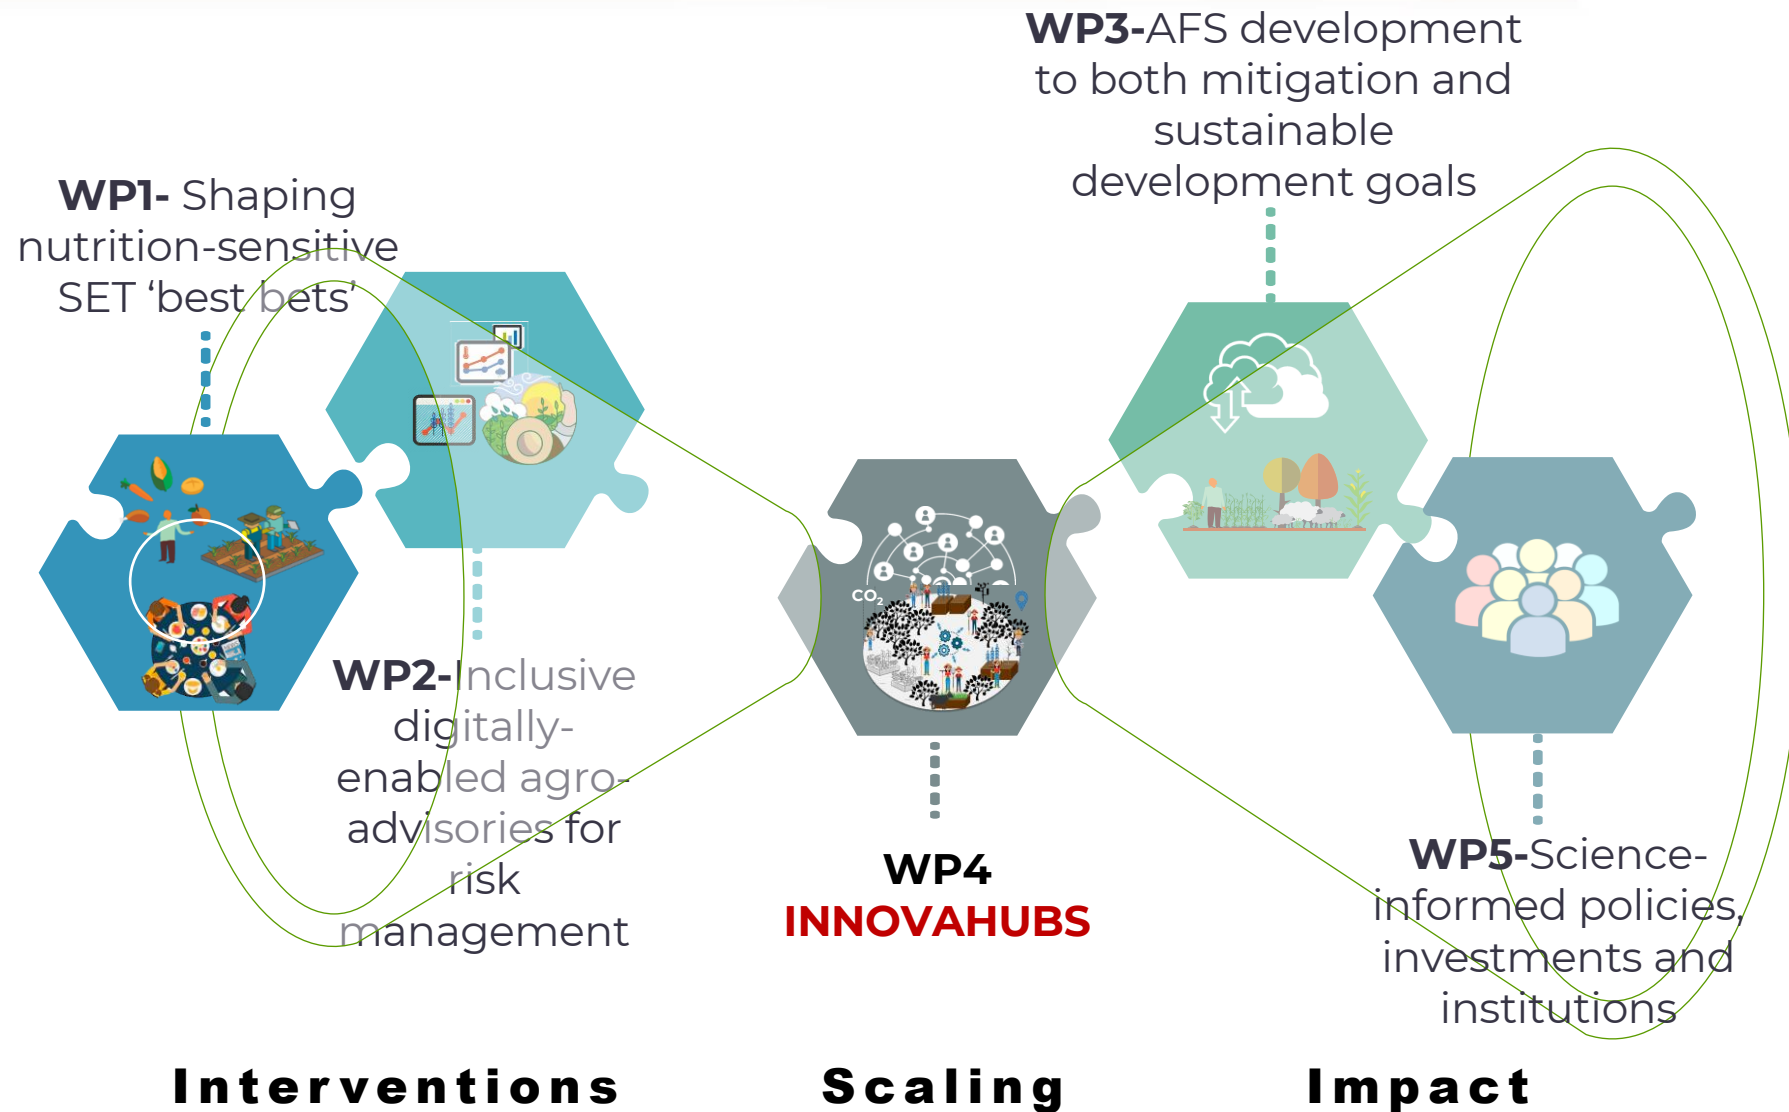 WP1- Shaping
nutrition-sensitive
SET ‘best bets’
WP2-Inclusive
digitally-
enabled agro-
advisories for
risk
management
WP3-AFS development
to both mitigation and
sustainable
development goals
CO₂
WP4
INNOVAHUBS
WP5-Science-
informed policies,
investments and
institutions
Interventions
Scaling
Impact